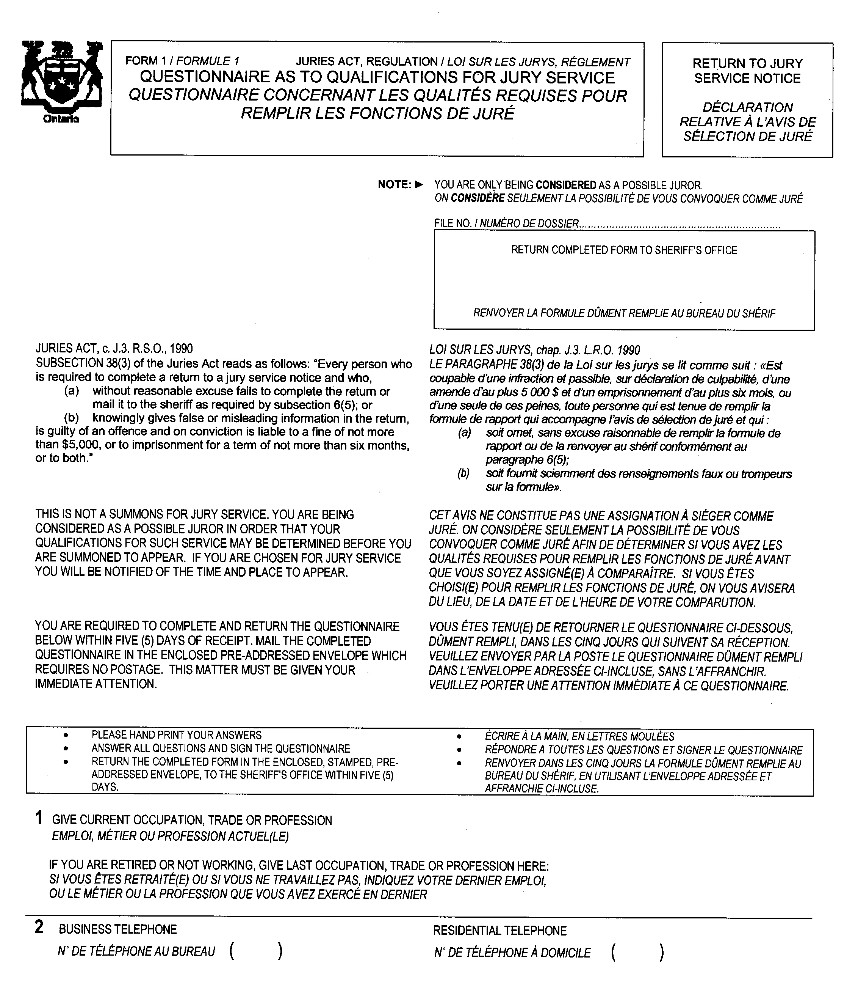 Ontario
FORM 1 / FORMULE 1 JURIES ACT, REGULATION / LOI SUR LES JURYS, RÉGLEMENT
QUESTIONNAIRE AS TO QUALIFICATIONS FOR JURY SERVICE
QUESTIONNAIRE CONCERNANT LES QUALITÉS REQUISES POUR
REMPLIR LES FONCTIONS DE JURÉ
RETURN TO JURY
SERVICE NOTICE
DÉCLARATION
RELATIVE À L'AVIS DE
SÉLECTION DE JURÉ
NOTE: ► YOU ARE ONLY BEING CONSIDERED AS A POSSIBLE JUROR.
ON CONSIDÈRE SEULEMENT LA POSSIBILITÉ DE VOUS CONVOQUER COMME JURÉ
FILE NO. / NUMÉRO DE DOSSIER....................................................................
RETURN COMPLETED FORM TO SHERIFF'S OFFICE
RENVOYER LA FORMULE DÛMENT REMPLIE AU BUREAU DU SHÉRIF
JURIES ACT, c. J.3. R.S.O., 1990
SUBSECTION 38(3) of the Juries Act reads as follows: "Every person who
is required to complete a return to a jury service notice and who,
(a) without reasonable excuse fails to complete the return or
mail it to the sheriff as required by subsection 6(5); or
(b) knowingly gives false or misleading information in the return,
is guilty of an offence and on conviction is liable to a fine of not more
than $5,000, or to imprisonment for a term of not more than six months,
or to both."
LOI SUR LES JURYS, chap. J.3. L.R.O. 1990
LE PARAGRAPHE 38(3) de la Loi sur les jurys se lit comme suit : «Est
coupable d'une infraction et passible, sur déclaration de culpabilité, d'une
amende d'au plus 5 000 $ et d'un emprisonnement d'au plus six mois, ou
d'une seule de ces peines, toute personne qui est tenue de remplir la
formule de rapport qui accompagne l'avis de sélection de juré et qui :
(a) soit omet, sans excuse raisonnable de remplir la formule de
rapport ou de la renvoyer au shérif conformément au
paragraphe 6(5);
(b) soit fournit sciemment des renseignements faux ou trompeurs
sur la formule».
THIS IS NOT A SUMMONS FOR JURY SERVICE. YOU ARE BEING
CONSIDERED AS A POSSIBLE JUROR IN ORDER THAT YOUR
QUALIFICATIONS FOR SUCH SERVICE MAY BE DETERMINED BEFORE YOU
ARE SUMMONED TO APPEAR. IF YOU ARE CHOSEN FOR JURY SERVICE
YOU WILL BE NOTIFIED OF THE TIME AND PLACE TO APPEAR.
CET AVIS NE CONSTITUE PAS UNE ASSIGNATION À SIÉGER COMME
JURÉ. ON CONSIDÈRE SEULEMENT LA POSSIBILITÉ DE VOUS
CONVOQUER COMME JURÉ AFIN DE DÉTERMINER SI VOUS AVEZ LES
QUALITÉS REQUISES POUR REMPLIR LES FONCTIONS DE JURÉ AVANT
QUE VOUS SOYEZ ASSIGNÉ(E) À COMPARAÎTRE. SI VOUS ÊTES
CHOISI(E) POUR REMPLIR LES FONCTIONS DE JURÉ, ON VOUS AVISERA
DU LIEU, DE LA DATE ET DE L'HEURE DE VOTRE COMPARUTION.
YOU ARE REQUIRED TO COMPLETE AND RETURN THE QUESTIONNAIRE
BELOW WITHIN FIVE (5) DAYS OF RECEIPT. MAIL THE COMPLETED
QUESTIONNAIRE IN THE ENCLOSED PRE-ADDRESSED ENVELOPE WHICH
REQUIRES NO POSTAGE. THIS MATTER MUST BE GIVEN YOUR
IMMEDIATE ATTENTION.
VOUS ÊTES TENU(E) DE RETOURNER LE QUESTIONNAIRE CI-DESSOUS,
DÛMENT REMPLI, DANS LES CINQ JOURS QUI SUIVENT SA RÉCEPTION.
VEUILLEZ ENVOYER PAR LA POSTE LE QUESTIONNAIRE DÛMENT REMPLI
DANS L'ENVELOPPE ADRESSÉE CI-INCLUSE, SANS L'AFFRANCHIR.
VEUILLEZ PORTER UNE ATTENTION IMMÉDIATE À CE QUESTIONNAIRE.
• PLEASE HAND PRINT YOUR ANSWERS
• ANSWER ALL QUESTIONS AND SIGN THE QUESTIONNAIRE
• RETURN THE COMPLETED FORM IN THE ENCLOSED, STAMPED, PRE-
ADDRESSED ENVELOPE, TO THE SHERIFF'S OFFICE WITHIN FIVE (5)
DAYS.
• ÉCRIRE À LA MAIN, EN LETTRES MOULÉES
• RÉPONDRE A TOUTES LES QUESTIONS ET SIGNER LE QUESTIONNAIRE
• RENVOYER DANS LES CINQ JOURS LA FORMULE DÛMENT REMPLIE AU
BUREAU DU SHÉRIF, EN UTILISANT L'ENVELOPPE ADRESSÉE ET
AFFRANCHIE CI-INCLUSE.
1 GIVE CURRENT OCCUPATION, TRADE OR PROFESSION
EMPLOI, MÉTIER OU PROFESSION ACTUEL(LE)
IF YOU ARE RETIRED OR NOT WORKING, GIVE LAST OCCUPATION, TRADE OR PROFESSION HERE:
SI VOUS ÊTES RETRAITÉ(E) OU SI VOUS NE TRAVAILLEZ PAS, INDIQUEZ VOTRE DERNIER EMPLOI,
OU LE MÉTIER OU LA PROFESSION QUE VOUS AVEZ EXERCÉ EN DERNIER
2 BUSINESS TELEPHONE RESIDENTIAL TELEPHONE
N° DE TÉLÉPHONE AU BUREAU ( ) N° DE TÉLÉPHONE À DOMICILE ( )